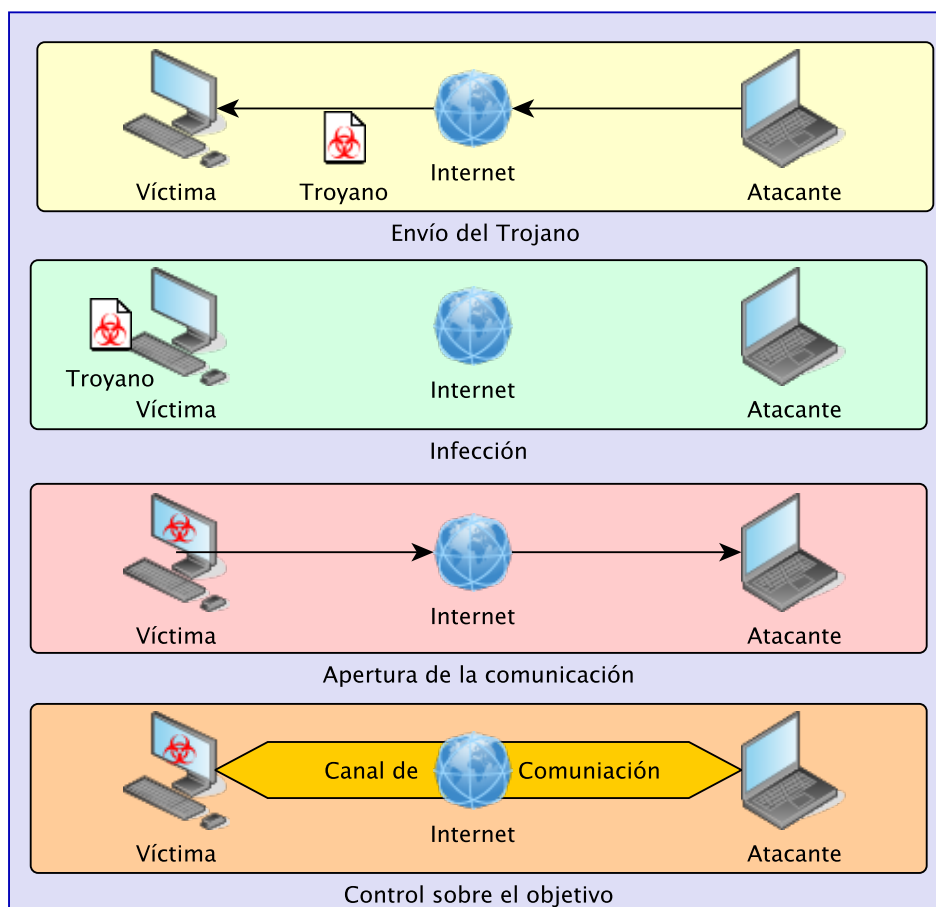 Internet
Víctima
Troyano
Atacante
Envío del Trojano
Troyano
Internet
Víctima
Atacante
Infección
Internet
Víctima
Atacante
Apertura de la comunicación
Canal de Comuniación
Internet
Víctima
Atacante
Control sobre el objetivo